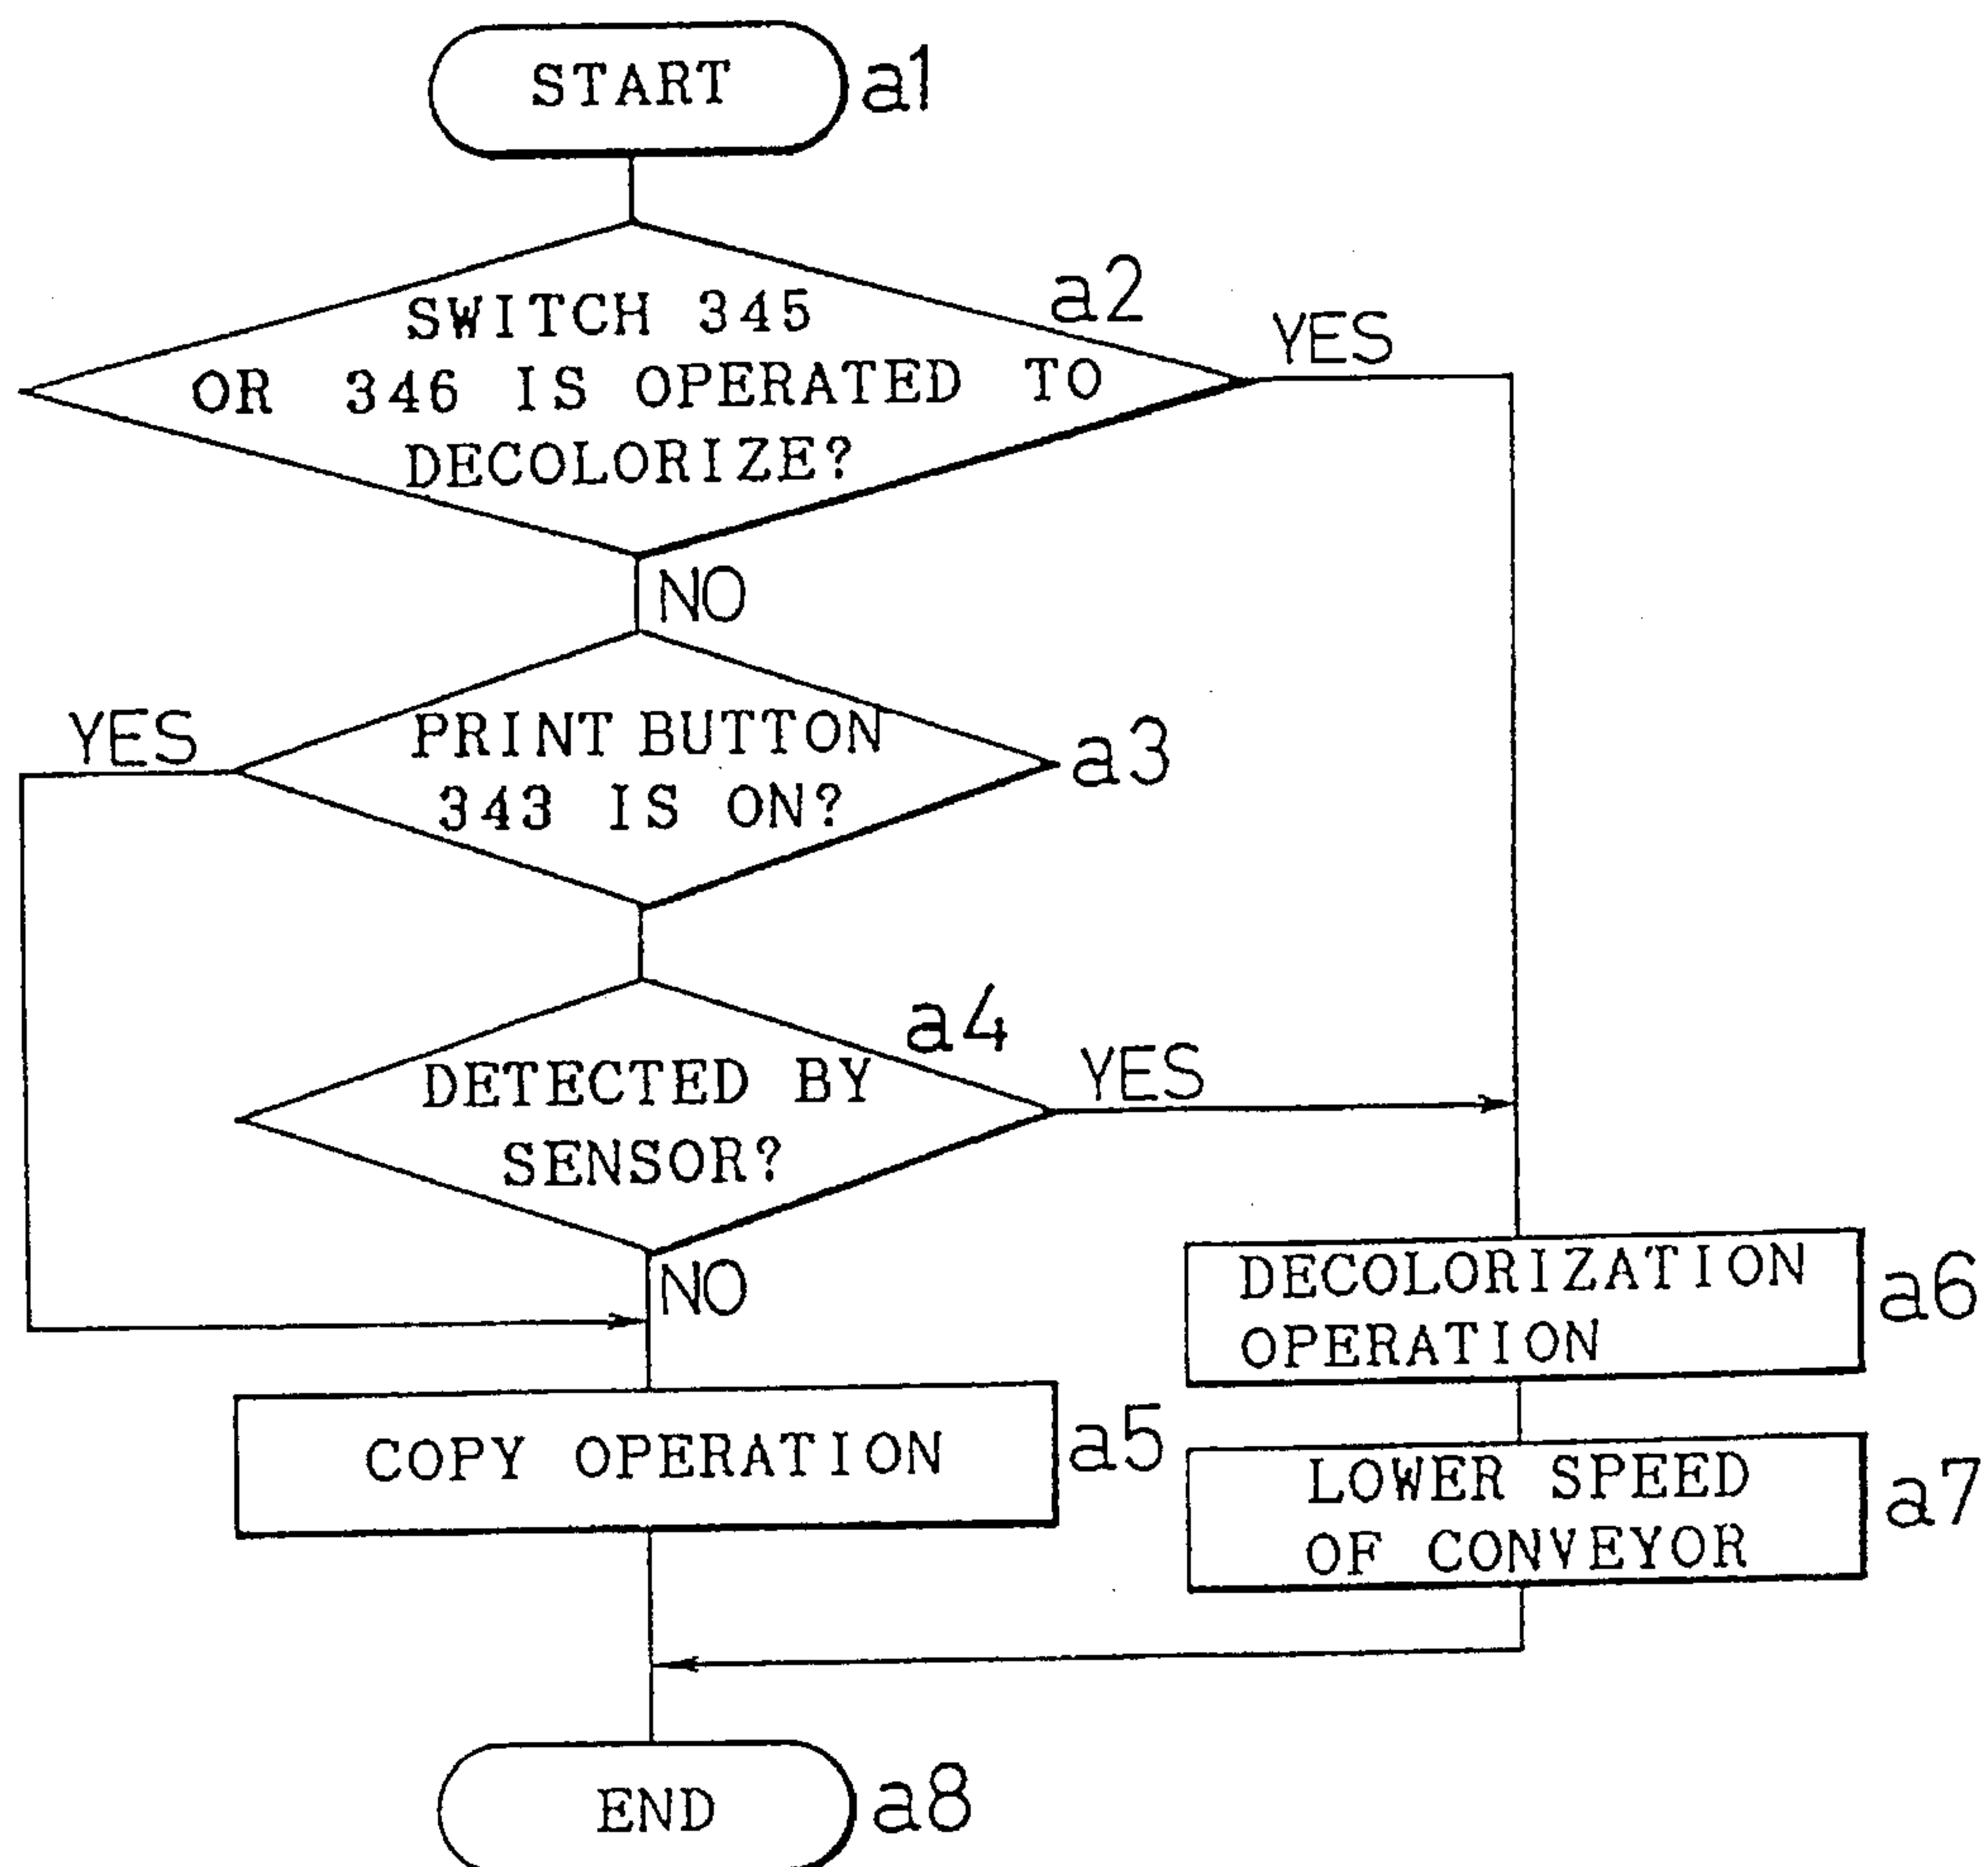 START
a1
SWITCH 345
OR 346 IS OPERATED TO
DECOLORIZE?
a2
YES
NO
PRINT BUTTON
343 IS ON?
a3
YES
DETECTED BY
SENSOR?
a4
YES
NO
COPY OPERATION
a5
DECOLORIZATION
OPERATION
a6
LOWER SPEED
OF CONVEYOR
a7
END
a8